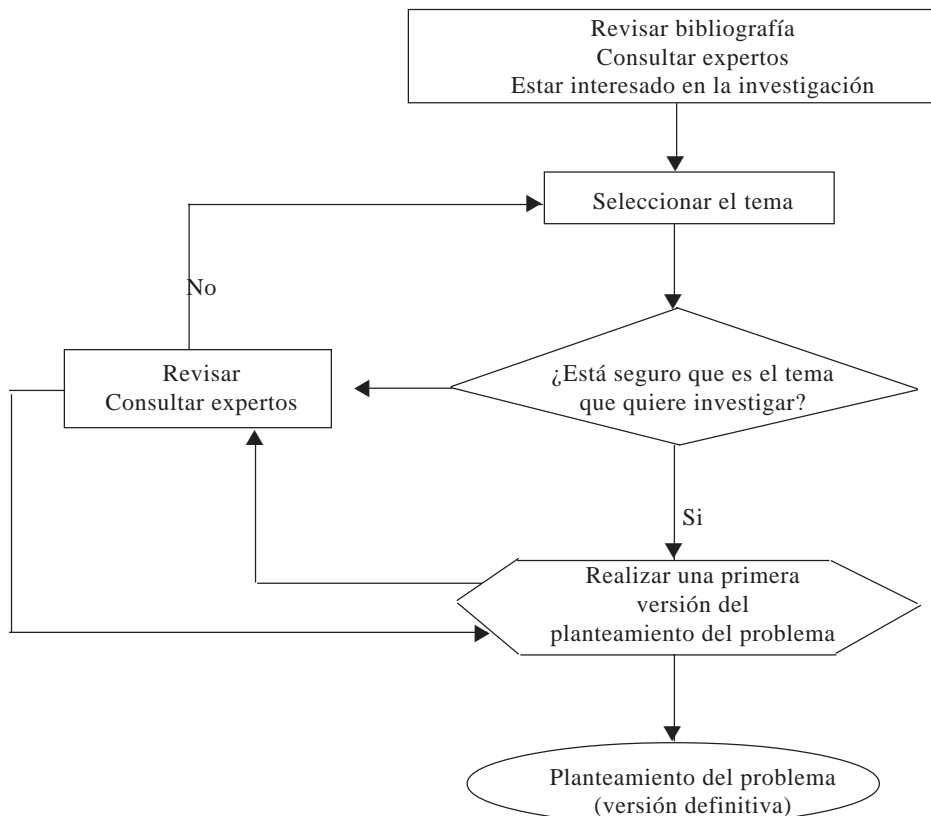 Revisar bibliografía
Consultar expertos
Estar interesado en la investigación
Seleccionar el tema
No
¿Está seguro que es el tema
que quiere investigar?
Revisar
Consultar expertos
Si
Realizar una primera
versión del
planteamiento del problema
Planteamiento del problema
(versión definitiva)